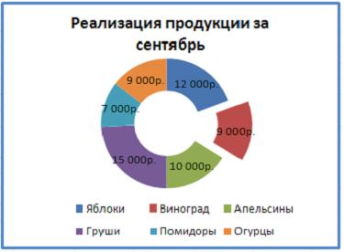 Реализация продукции за
сентябрь
9 000р.
12 000р.
7 000р.
9 000р.
15 000р.
10 000р.
Яблоки Виноград Апельсины
Груши Помидоры Огурцы